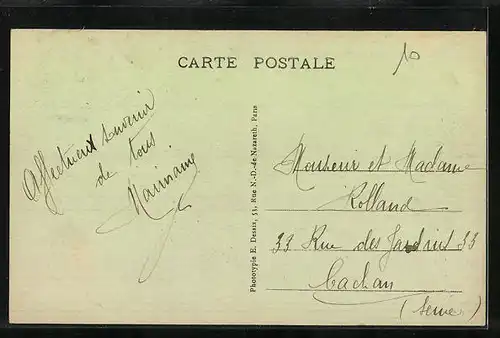 CARTE POSTALE
10
Affectueux souvenir
de tous
Phototypie E. Desaix, 51, Rue N.-D.-de-Nazareth, Paris
Monsieur et Madame
Rolland
33 Rue des Jardins 33
Cachan
(Seine)